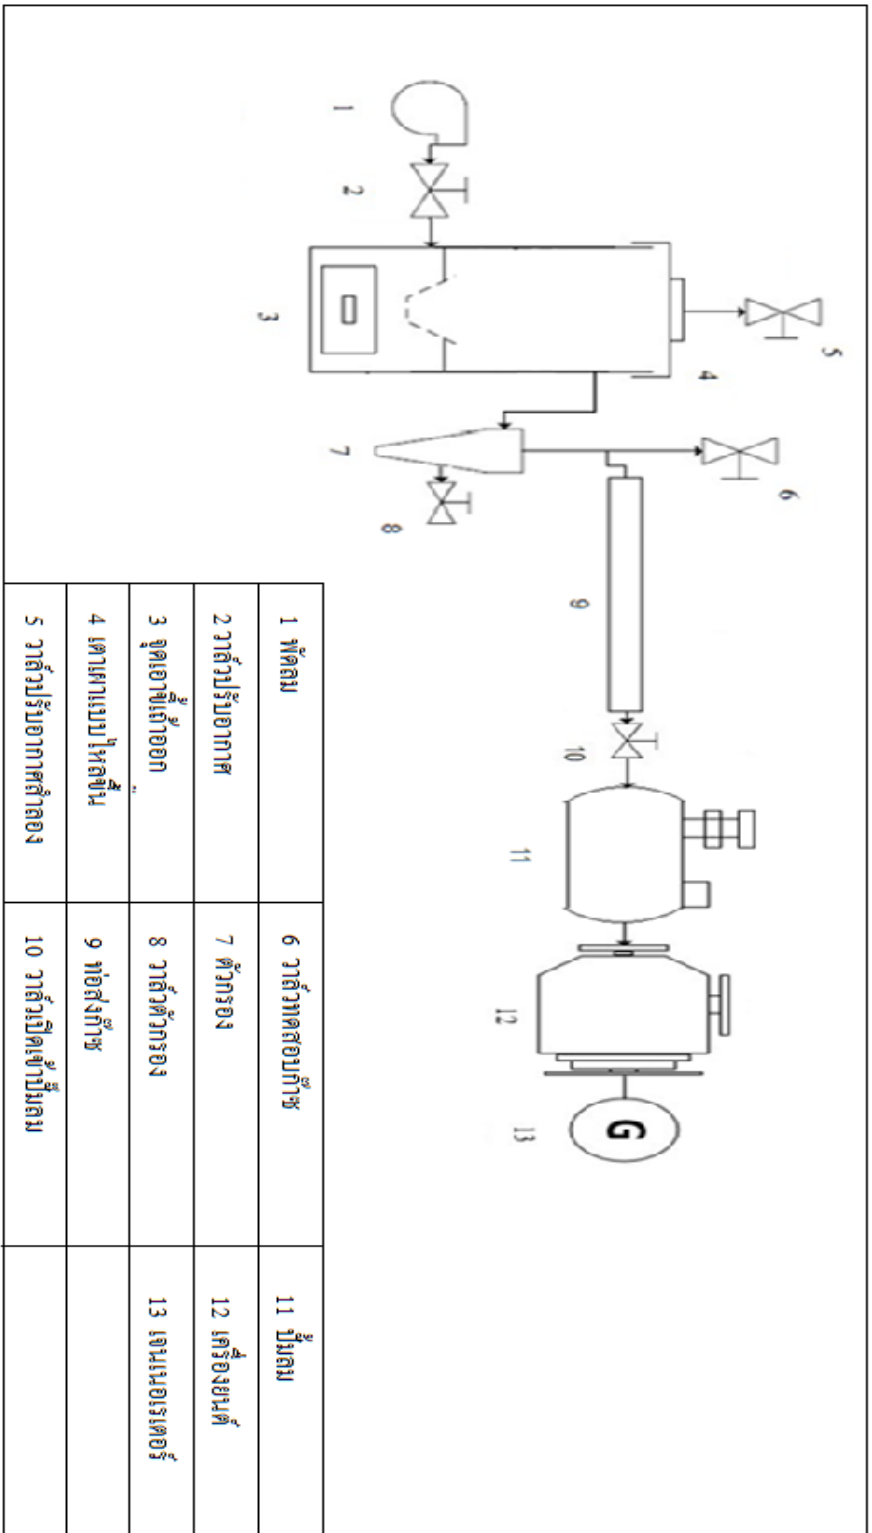 1
2
3
4
5
6
7
8
9
10
11
12
13
G
1 พัดลม
6 วาล์วทดสอบก๊าซ
11 ปั๊มลม
2 วาล์วปรับอากาศ
7 ตัวกรอง
12 เครื่องยนต์
3 จุดเอาขี้เถ้าออก
8 วาล์วตัวกรอง
13 เจนเนอเรเตอร์
4 เตาเผาแบบไหลขึ้น
9 ท่อส่งก๊าซ
5 วาล์วปรับอากาศสำลอง
10 วาล์วเปิดเข้าปั๊มลม